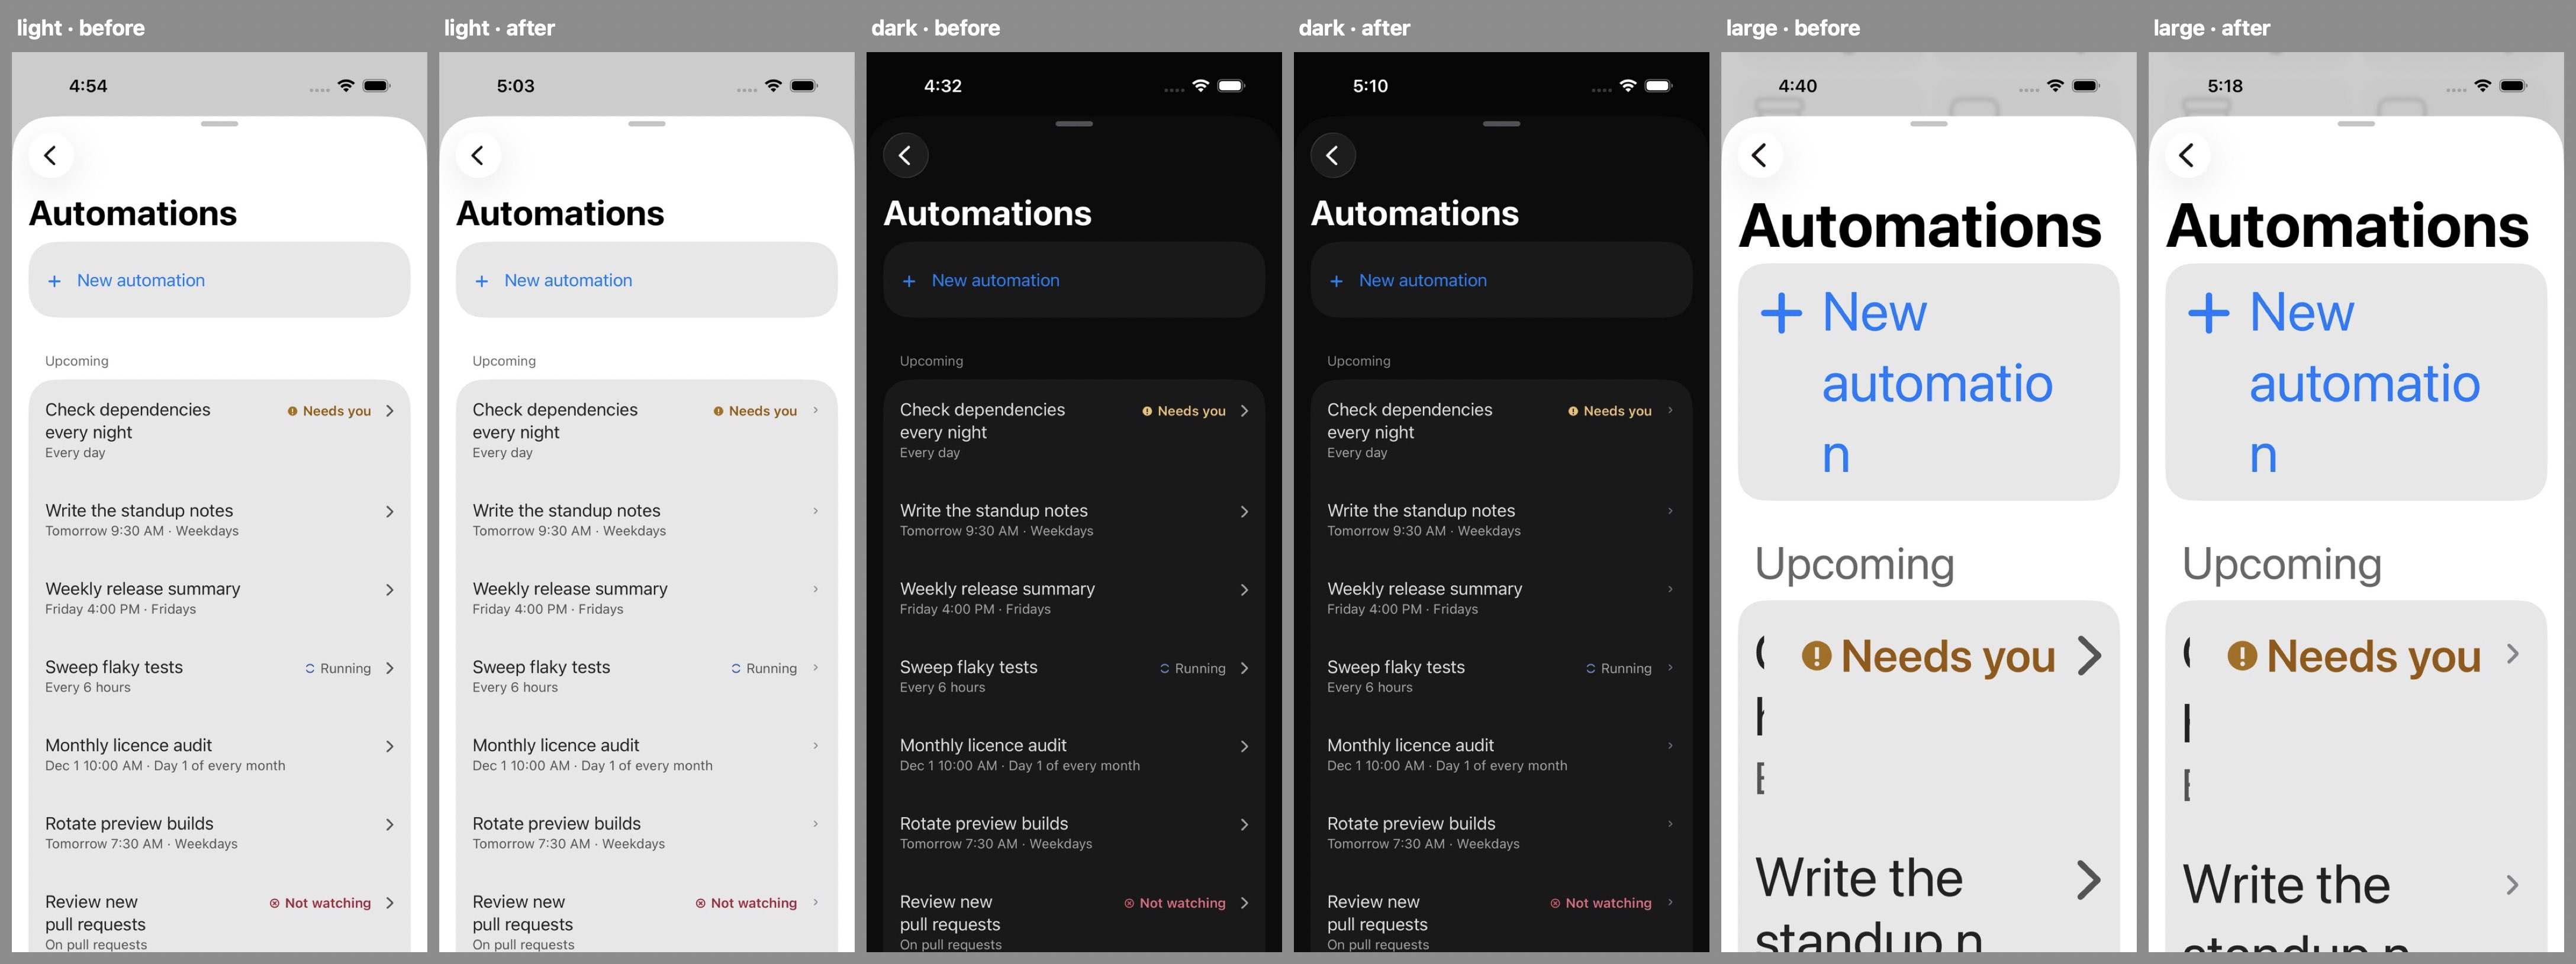 light · before
4:54
Automations
+ New automation
Upcoming
Check dependencies
every night
Needs you
Every day
Write the standup notes
Tomorrow 9:30 AM · Weekdays
Weekly release summary
Friday 4:00 PM · Fridays
Sweep flaky tests
Running
Every 6 hours
Monthly licence audit
Dec 1 10:00 AM · Day 1 of every month
Rotate preview builds
Tomorrow 7:30 AM · Weekdays
Review new
pull requests
Not watching
On pull requests
light · after
5:03
Automations
+ New automation
Upcoming
Check dependencies
every night
Needs you
Every day
Write the standup notes
Tomorrow 9:30 AM · Weekdays
Weekly release summary
Friday 4:00 PM · Fridays
Sweep flaky tests
Running
Every 6 hours
Monthly licence audit
Dec 1 10:00 AM · Day 1 of every month
Rotate preview builds
Tomorrow 7:30 AM · Weekdays
Review new
pull requests
Not watching
On pull requests
dark · before
4:32
Automations
+ New automation
Upcoming
Check dependencies
every night
Needs you
Every day
Write the standup notes
Tomorrow 9:30 AM · Weekdays
Weekly release summary
Friday 4:00 PM · Fridays
Sweep flaky tests
Running
Every 6 hours
Monthly licence audit
Dec 1 10:00 AM · Day 1 of every month
Rotate preview builds
Tomorrow 7:30 AM · Weekdays
Review new
pull requests
Not watching
On pull requests
dark · after
5:10
Automations
+ New automation
Upcoming
Check dependencies
every night
Needs you
Every day
Write the standup notes
Tomorrow 9:30 AM · Weekdays
Weekly release summary
Friday 4:00 PM · Fridays
Sweep flaky tests
Running
Every 6 hours
Monthly licence audit
Dec 1 10:00 AM · Day 1 of every month
Rotate preview builds
Tomorrow 7:30 AM · Weekdays
Review new
pull requests
Not watching
On pull requests
large · before
4:40
Automations
+ New
automatio
n
Upcoming
Needs you
Write the
standup n
large · after
5:18
Automations
+ New
automatio
n
Upcoming
Needs you
Write the
standup n